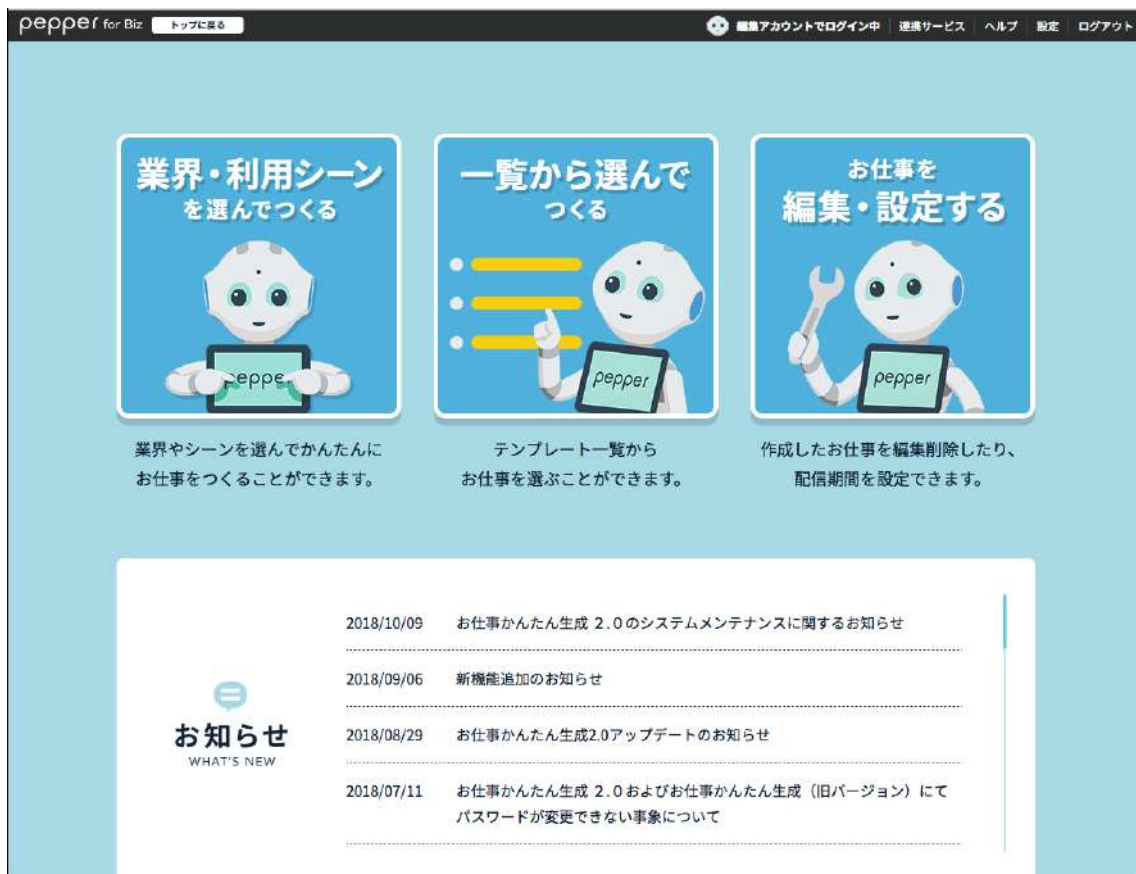 pepper for Biz トップに戻る 編集アカウントでログイン中 連携サービス ヘルプ 設定 ログアウト
業界・利用シーン
を選んでつくる
pepper
業界やシーンを選んでかんたんに
お仕事をつくることができます。
一覧から選んで
つくる
pepper
テンプレート一覧から
お仕事を選ぶことができます。
お仕事を
編集・設定する
pepper
作成したお仕事を編集削除したり、
配信期間を設定できます。
お知らせ
WHAT'S NEW
2018/10/09 お仕事かんたん生成 2.0のシステムメンテナンスに関するお知らせ
2018/09/06 新機能追加のお知らせ
2018/08/29 お仕事かんたん生成2.0アップデートのお知らせ
2018/07/11 お仕事かんたん生成 2.0およびお仕事かんたん生成（旧バージョン）にて
パスワードが変更できない事象について